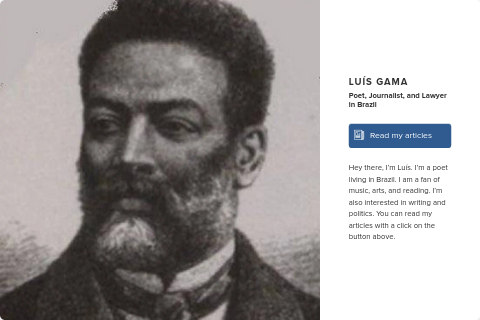 LUÍS GAMA
Poet, Journalist, and Lawyer
in Brazil
Read my articles
Hey there, I'm Luís. I'm a poet
living in Brazil. I am a fan of
music, arts, and reading. I'm
also interested in writing and
politics. You can read my
articles with a click on the
button above.